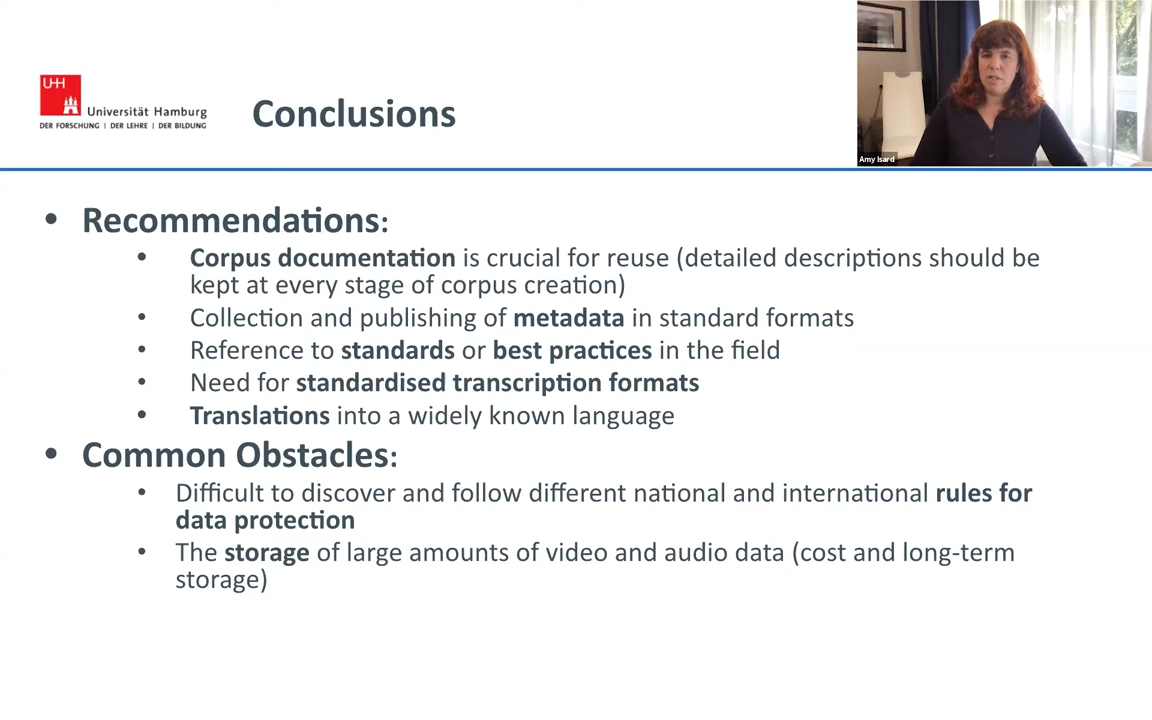 UHH
Universität Hamburg
DER FORSCHUNG | DER LEHRE | DER BILDUNG
Conclusions
Amy Isard
• Recommendations:
• Corpus documentation is crucial for reuse (detailed descriptions should be
kept at every stage of corpus creation)
• Collection and publishing of metadata in standard formats
• Reference to standards or best practices in the field
• Need for standardised transcription formats
• Translations into a widely known language
• Common Obstacles:
• Difficult to discover and follow different national and international rules for
data protection
• The storage of large amounts of video and audio data (cost and long-term
storage)